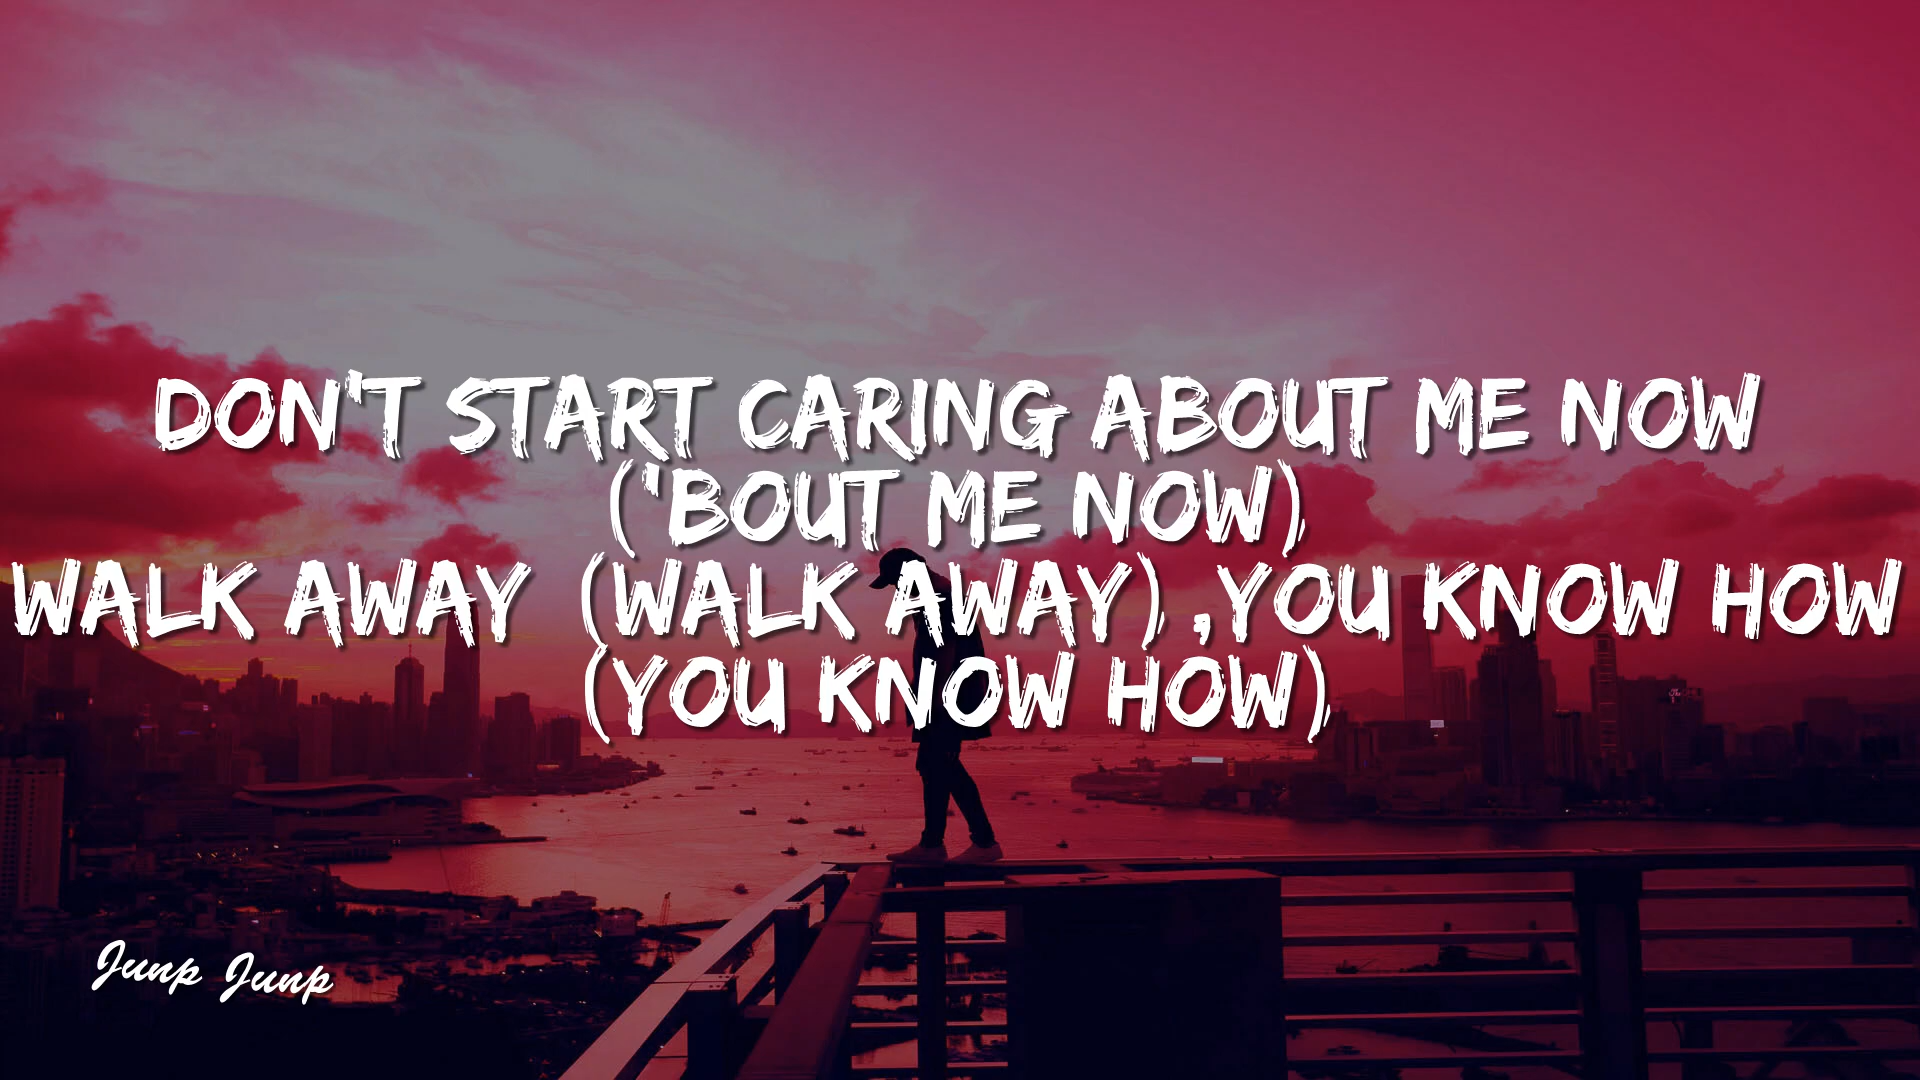 DON'T START CARING ABOUT ME NOW
('BOUT ME NOW)
WALK AWAY (WALK AWAY) ,YOU KNOW HOW
(YOU KNOW HOW)
Junp Junp